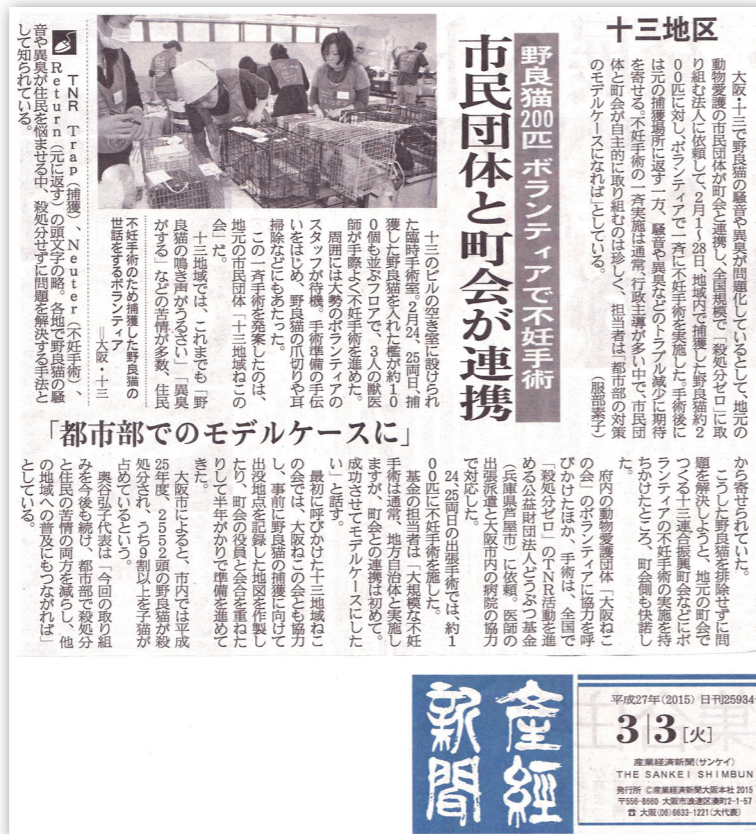 十三地区
野良猫200匹 ボランティアで不妊手術
市民団体と町会が連携
大阪・十三で野良猫の騒音や異臭が問題化しているとして、地元の
動物愛護の市民団体が町会と連携し、全国規模で「殺処分ゼロ」に取
り組む法人に依頼して、2月1〜28日、地域内で捕獲した野良猫約2
00匹に対し、ボランティアで一斉に不妊手術を実施した。手術後に
は元の捕獲場所に返す一方、騒音や異臭などのトラブル減少に期待
を寄せる。不妊手術の一斉実施は通常、行政主導が多い中で、市民団
体と町会が自主的に取り組むのは珍しく、担当者は「都市部の対策
のモデルケースになれば」としている。
(服部素子)
十三のビルの空き室に設けられ
た臨時手術室。2月24、25両日、捕
獲した野良猫を入れた檻が約10
0個も並ぶフロアで、3人の獣医
師が手際よく不妊手術を進めた。
周囲には大勢のボランティアの
スタッフが待機。手術準備の手伝
いをはじめ、野良猫の爪切りや耳
掃除などにもあたった。
この一斉手術を発案したのは、
地元の市民団体「十三地域ねこの
会」だ。
十三地域では、これまでも「野
良猫の鳴き声がうるさい」「異臭
がする」などの苦情が多数、住民
不妊手術のため捕獲した野良猫の
世話をするボランティア
=大阪・十三
TNR Trap(捕獲)、Neuter(不妊手術)、
Return(元に返す)の頭文字の略。各地で野良猫の騒
音や異臭が住民を悩ませる中、殺処分せずに問題を解決する手法と
して知られている。
「都市部でのモデルケースに」
から寄せられていた。
こうした野良猫を排除せずに問
題を解決しようと、地元の町会で
つくる十三連合振興町会などにボ
ランティアの不妊手術の実施を持
ちかけたところ、町会側も快諾し
た。
府内の動物愛護団体「大阪ねこ
の会」のボランティアに協力を呼
びかけたほか、手術は、全国で
「殺処分ゼロ」のTNR活動を進
める公益財団法人どうぶつ基金
(兵庫県芦屋市)に依頼。医師の
出張派遣と大阪市内の病院の協力
で対応した。
24、25両日の出張手術では、約1
00匹に不妊手術を施した。
基金の担当者は「大規模な不妊
手術は通常、地方自治体と実施し
ますが、町会との連携は初めて。
成功させてモデルケースにした
い」と話す。
最初に呼びかけた十三地域ねこ
の会では、大阪ねこの会とも協力
し、事前に野良猫の捕獲に向けて
出没地点を記録した地図を作製し
たり、町会の役員と会合を重ねた
りして半年がかりで準備を進めて
きた。
大阪市によると、市内では平成
25年度、2552頭の野良猫が殺
処分され、うち9割以上を子猫が
占めているという。
奥谷弘子代表は「今回の取り組
みを今後も続け、都市部で殺処分
と住民の苦情の両方を減らし、他
の地域への普及にもつながれば」
としている。
産經
新聞
平成27年(2015) 日刊25934
3 3 [火]
産業経済新聞(サンケイ)
THE SANKEI SHIMBUN
発行所 ©産業経済新聞大阪本社 2015
〒556-8660 大阪市浪速区湊町2-1-57
☎ 大阪(06)6633-1221(大代表)